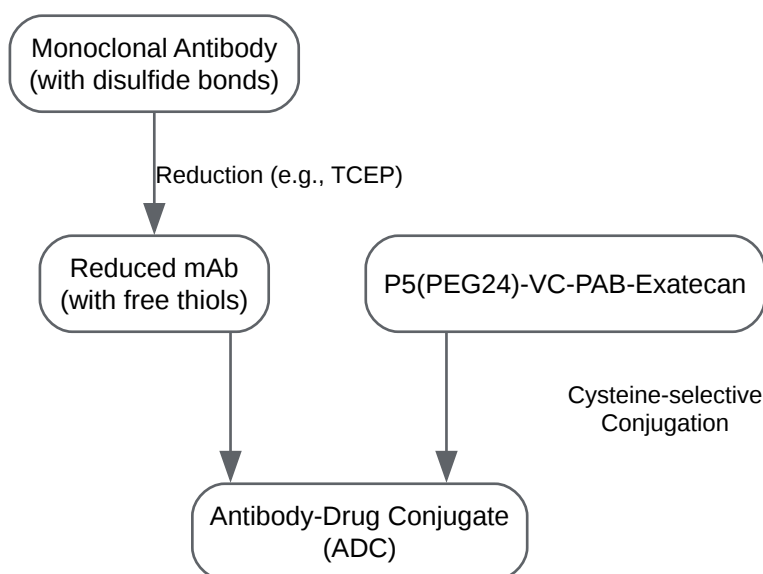 Monoclonal Antibody
(with disulfide bonds)
Reduction (e.g., TCEP)
Reduced mAb
(with free thiols)
P5(PEG24)-VC-PAB-Exatecan
Cysteine-selective
Conjugation
Antibody-Drug Conjugate
(ADC)